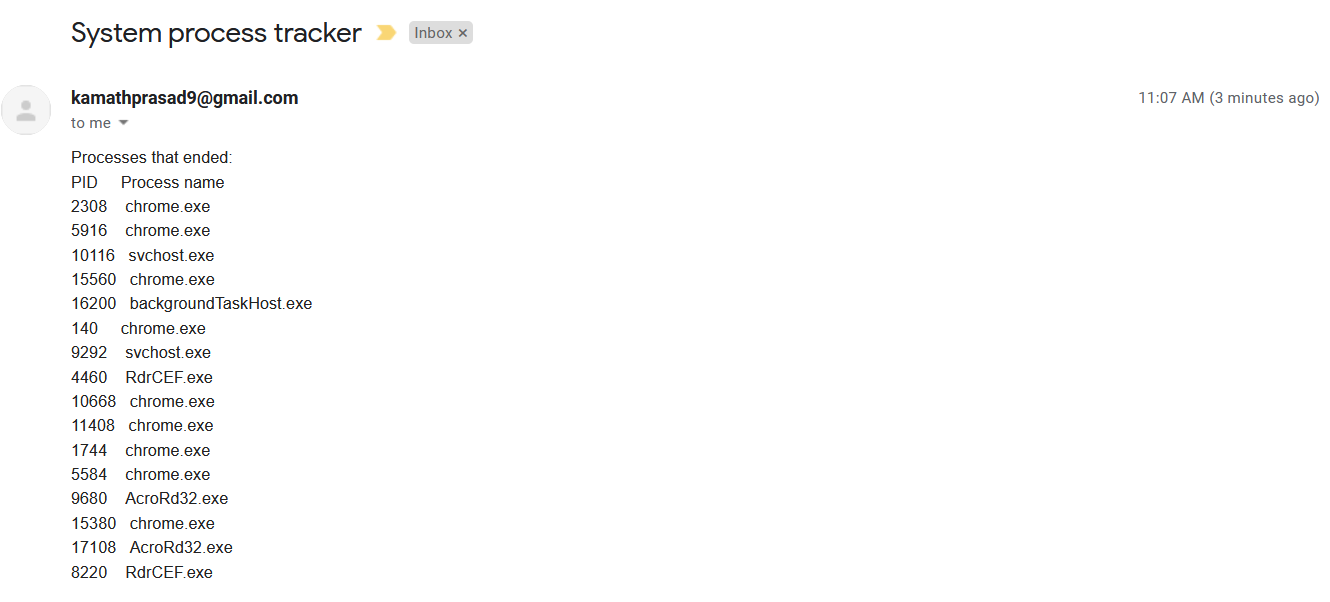 System process tracker Inbox ×
kamathprasad9@gmail.com 11:07 AM (3 minutes ago)
to me
Processes that ended:
PID Process name
2308 chrome.exe
5916 chrome.exe
10116 svchost.exe
15560 chrome.exe
16200 backgroundTaskHost.exe
140 chrome.exe
9292 svchost.exe
4460 RdrCEF.exe
10668 chrome.exe
11408 chrome.exe
1744 chrome.exe
5584 chrome.exe
9680 AcroRd32.exe
15380 chrome.exe
17108 AcroRd32.exe
8220 RdrCEF.exe